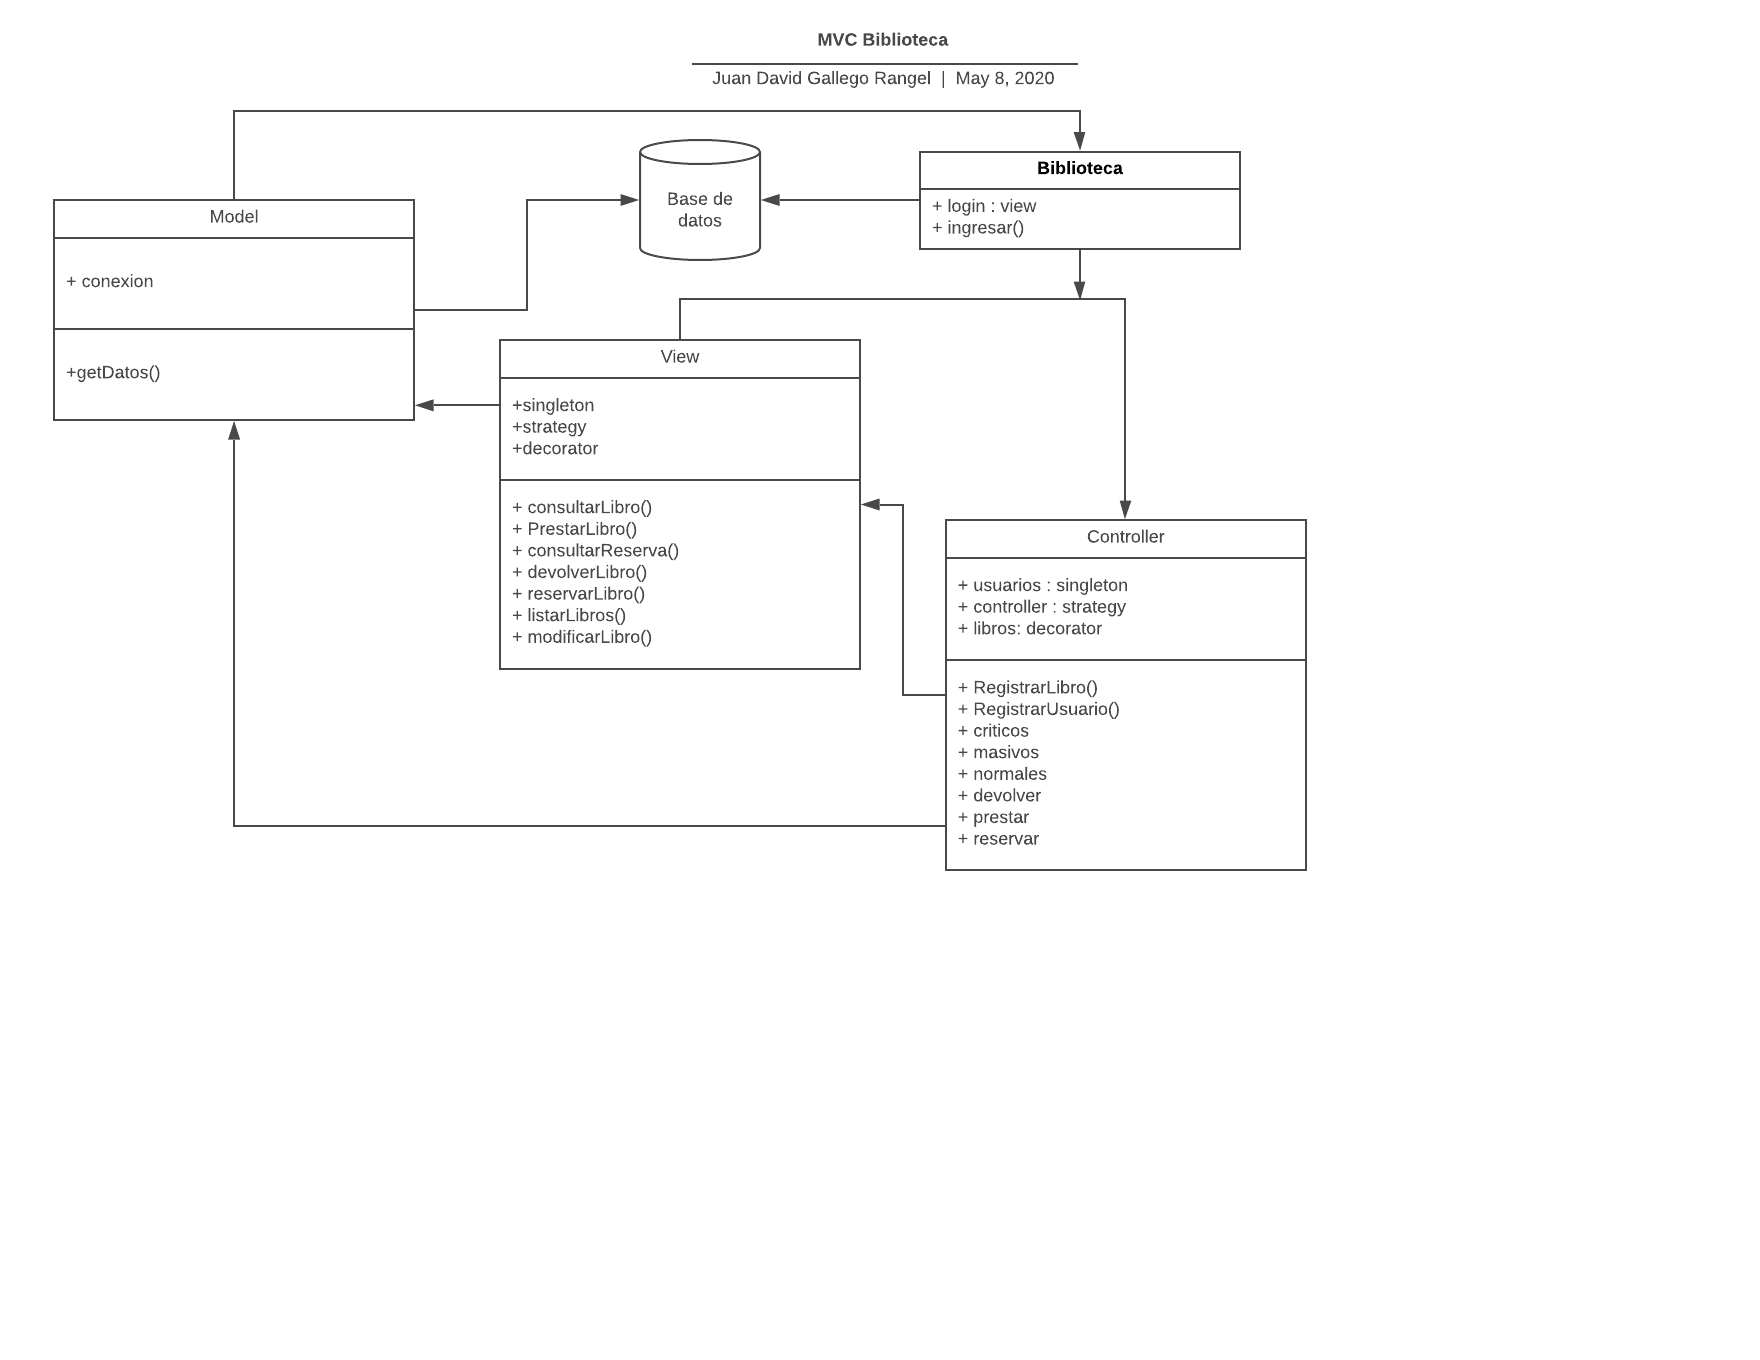 MVC Biblioteca
Juan David Gallego Rangel | May 8, 2020
Base de
datos
Biblioteca
+ login : view
+ ingresar()
Model
+ conexion
+getDatos()
View
+singleton
+strategy
+decorator
+ consultarLibro()
+ PrestarLibro()
+ consultarReserva()
+ devolverLibro()
+ reservarLibro()
+ listarLibros()
+ modificarLibro()
Controller
+ usuarios : singleton
+ controller : strategy
+ libros: decorator
+ RegistrarLibro()
+ RegistrarUsuario()
+ criticos
+ masivos
+ normales
+ devolver
+ prestar
+ reservar